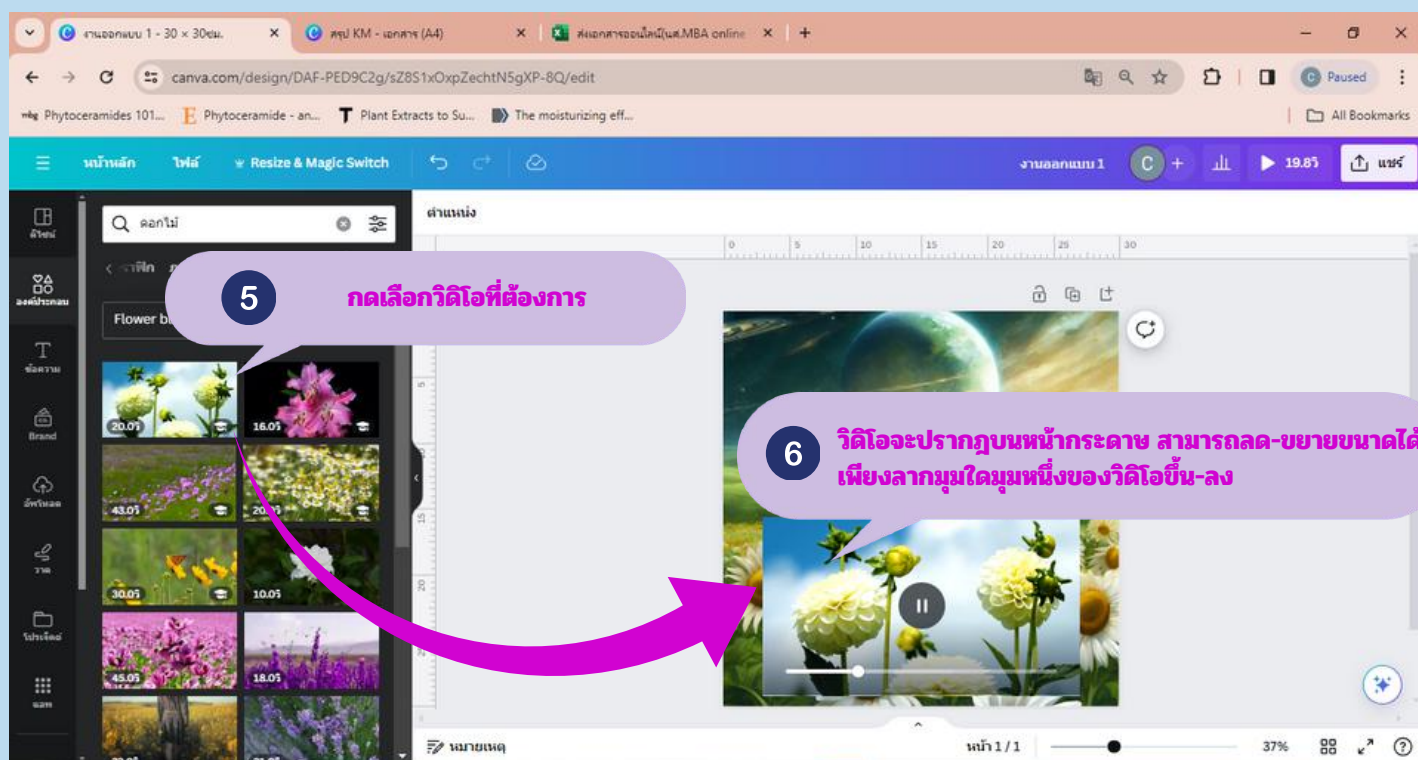 งานออกแบบ 1 - 30 × 30ซม.
สรุป KM - เอกสาร (A4)
ส่งเอกสารออนไลน์(นศ.MBA online
canva.com/design/DAF-PED9C2g/sZ8S1xOxpZechtN5gXP-8Q/edit
Paused
Phytoceramides 101...
Phytoceramide - an...
Plant Extracts to Su...
The moisturizing eff...
All Bookmarks
หน้าหลัก
ไฟล์
Resize & Magic Switch
งานออกแบบ 1
C
19.8วิ
แชร์
ดีไซน์
องค์ประกอบ
ข้อความ
Brand
อัพโหลด
วาด
โปรเจ็คต์
แอพ
ดอกไม้
Flower
ตำแหน่ง
0 5 10 15 20 25 30
5
กดเลือกวิดิโอที่ต้องการ
20.0วิ
16.0วิ
43.0วิ
30.0วิ
10.0วิ
45.0วิ
18.0วิ
6
วิดิโอจะปรากฎบนหน้ากระดาษ สามารถลด-ขยายขนาดได้
เพียงลากมุมใดมุมหนึ่งของวิดิโอขึ้น-ลง
5
15
20
หมายเหตุ
หน้า 1 / 1
37%